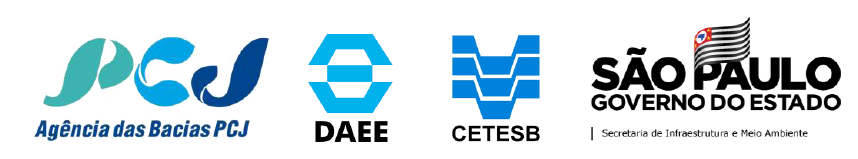 PCJ
Agência das Bacias PCJ
DAEE
CETESB
SÃO PAULO
GOVERNO DO ESTADO
Secretaria de Infraestrutura e Meio Ambiente